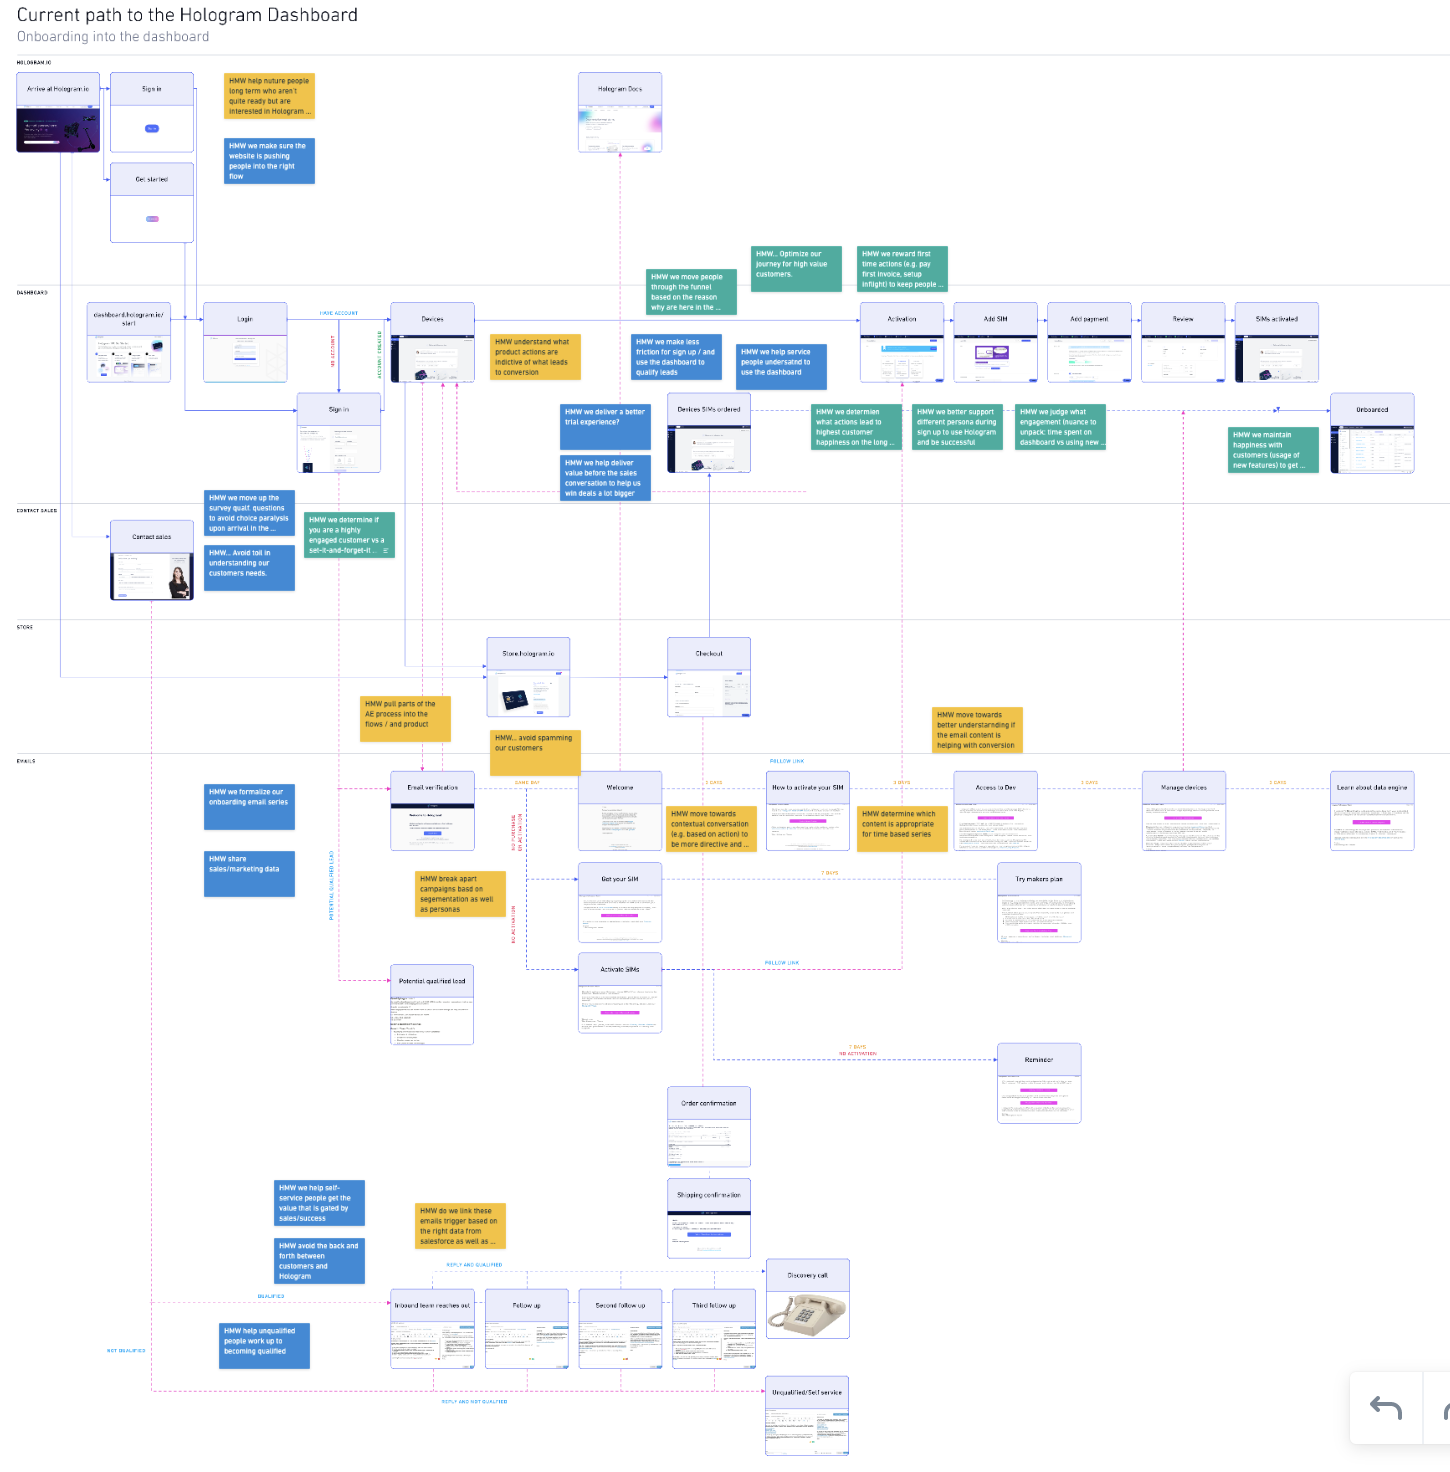 Current path to the Hologram Dashboard
Onboarding into the dashboard
HOLOGRAM.IO
Arrive at Hologram.io
Sign in
HMW help nuture people
long term who aren't
quite ready but are
interested in Hologram ...
Hologram Docs
HMW we make sure the
website is pushing
people into the right
flow
Get started
HMW... Optimize our
journey for high value
customers.
HMW we reward first
time actions (e.g. pay
first invoice, setup
inflight) to keep people ...
HMW we move people
through the funnel
based on the reason
why are here in the ...
DASHBOARD
dashboard.hologram.io/
start
Login
HAVE ACCOUNT
NO ACCOUNT
ACCOUNT CREATED
Devices
Activation
Add SIM
Add payment
Review
SIMs activated
HMW understand what
product actions are
indictive of what leads
to conversion
HMW we make less
friction for sign up / and
use the dashboard to
qualify leads
HMW we help service
people undersatnd to
use the dashboard
Sign in
HMW we deliver a better
trial experience?
Devices SIMs ordered
HMW we determien
what actions lead to
highest customer
happiness on the long ...
HMW we better support
different persona during
sign up to use Hologram
and be successful
HMW we judge what
engagement (nuance to
unpack: time spent on
dashboard vs using new ...
Onboarded
HMW we maintain
happiness with
customers (usage of
new features) to get ...
HMW we help deliver
value before the sales
conversation to help us
win deals a lot bigger
CONTACT SALES
HMW we move up the
survey qualf. questions
to avoid choice paralysis
upon arrival in the ...
HMW we determine if
you are a highly
engaged customer vs a
set-it-and-forget-it ...
Contact sales
HMW... Avoid toil in
understanding our
customers needs.
STORE
Store.hologram.io
Checkout
HMW pull parts of the
AE process into the
flows / and product
HMW... avoid spamming
our customers
HMW move towards
better understarnding if
the email content is
helping with conversion
EMAILS
FOLLOW LINK
HMW we formalize our
onboarding email series
Email verification
SAME DAY
Welcome
2 DAYS
How to activate your SIM
3 DAYS
Access to Dev
2 DAYS
Manage devices
2 DAYS
Learn about data engine
NO PURCHASE
NO ACTIVATION
HMW move towards
contextual conversation
(e.g. based on action) to
be more directive and ...
HMW determine which
content is appropriate
for time based series
HMW share
sales/marketing data
POTENTIAL QUALIFIED LEAD
HMW break apart
campaigns basd on
segementation as well
as personas
NO ACTIVATION
Get your SIM
7 DAYS
Try makers plan
Potential qualified lead
Activate SIMs
FOLLOW LINK
7 DAYS
NO ACTIVATION
Reminder
Order confirmation
Shipping confirmation
HMW we help self-
service people get the
value that is gated by
sales/success
HMW do we link these
emails trigger based on
the right data from
salesforce as well as ...
HMW avoid the back and
forth between
customers and
Hologram
REPLY AND QUALIFIED
Discovery call
QUALIFIED
Inbound team reaches out
Follow up
Second follow up
Third follow up
HMW help unqualified
people work up to
becoming qualified
NOT QUALIFIED
REPLY AND NOT QUALIFIED
Unqualified/Self service